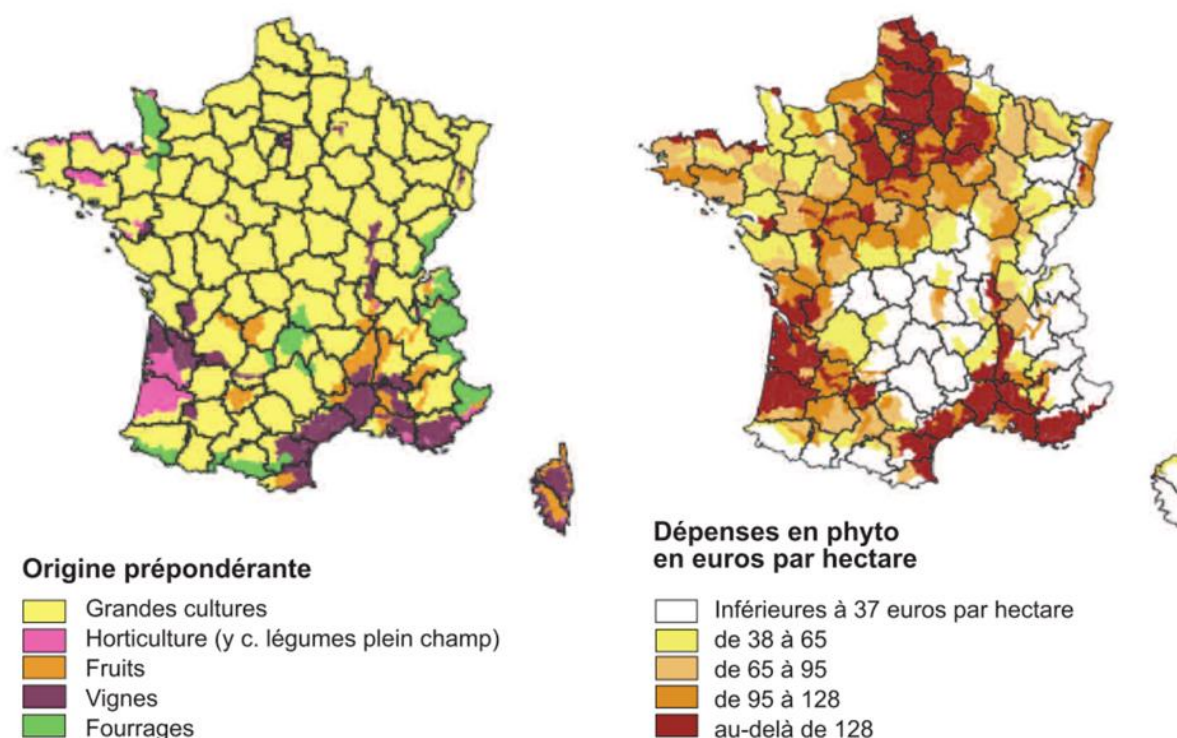 Origine prépondérante
Grandes cultures
Horticulture (y c. légumes plein champ)
Fruits
Vignes
Fourrages
Dépenses en phyto
en euros par hectare
Inférieures à 37 euros par hectare
de 38 à 65
de 65 à 95
de 95 à 128
au-delà de 128